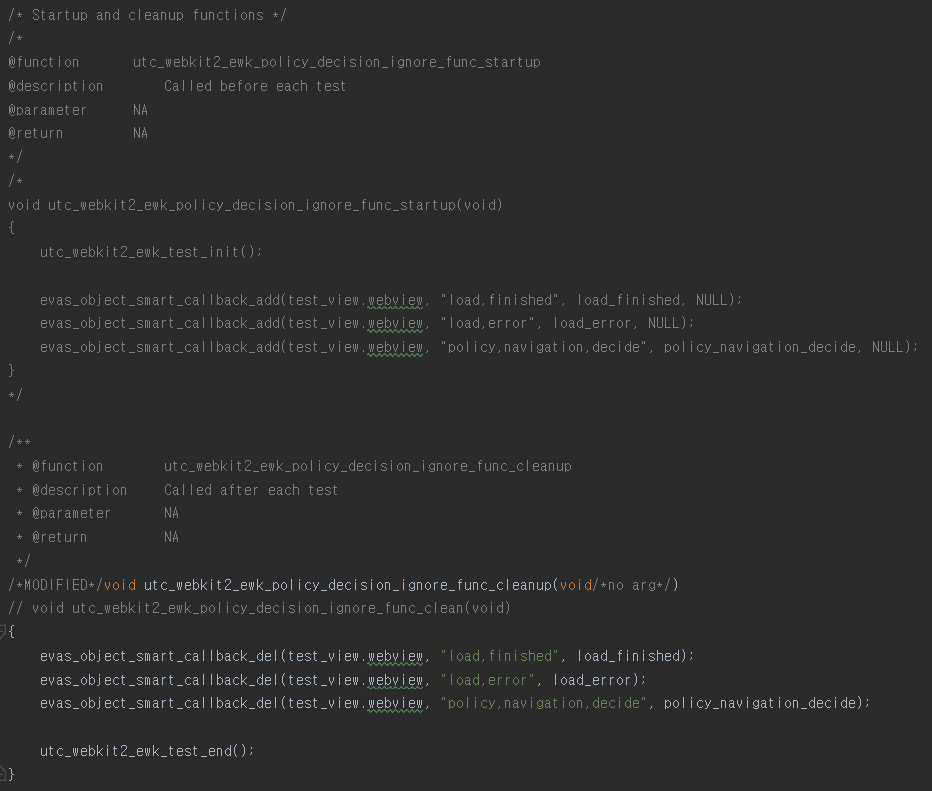 /* Startup and cleanup functions */
/*
@function       utc_webkit2_ewk_policy_decision_ignore_func_startup
@description        Called before each test
@parameter      NA
@return         NA
*/
/*
void utc_webkit2_ewk_policy_decision_ignore_func_startup(void)
{
    utc_webkit2_ewk_test_init();

    evas_object_smart_callback_add(test_view.webview, "load,finished", load_finished, NULL);
    evas_object_smart_callback_add(test_view.webview, "load,error", load_error, NULL);
    evas_object_smart_callback_add(test_view.webview, "policy,navigation,decide", policy_navigation_decide, NULL);
}
*/

/**
 * @function        utc_webkit2_ewk_policy_decision_ignore_func_cleanup
 * @description     Called after each test
 * @parameter       NA
 * @return          NA
 */
/*MODIFIED*/void utc_webkit2_ewk_policy_decision_ignore_func_cleanup(void/*no arg*/)
// void utc_webkit2_ewk_policy_decision_ignore_func_clean(void)
{
    evas_object_smart_callback_del(test_view.webview, "load,finished", load_finished);
    evas_object_smart_callback_del(test_view.webview, "load,error", load_error);
    evas_object_smart_callback_del(test_view.webview, "policy,navigation,decide", policy_navigation_decide);

    utc_webkit2_ewk_test_end();
}